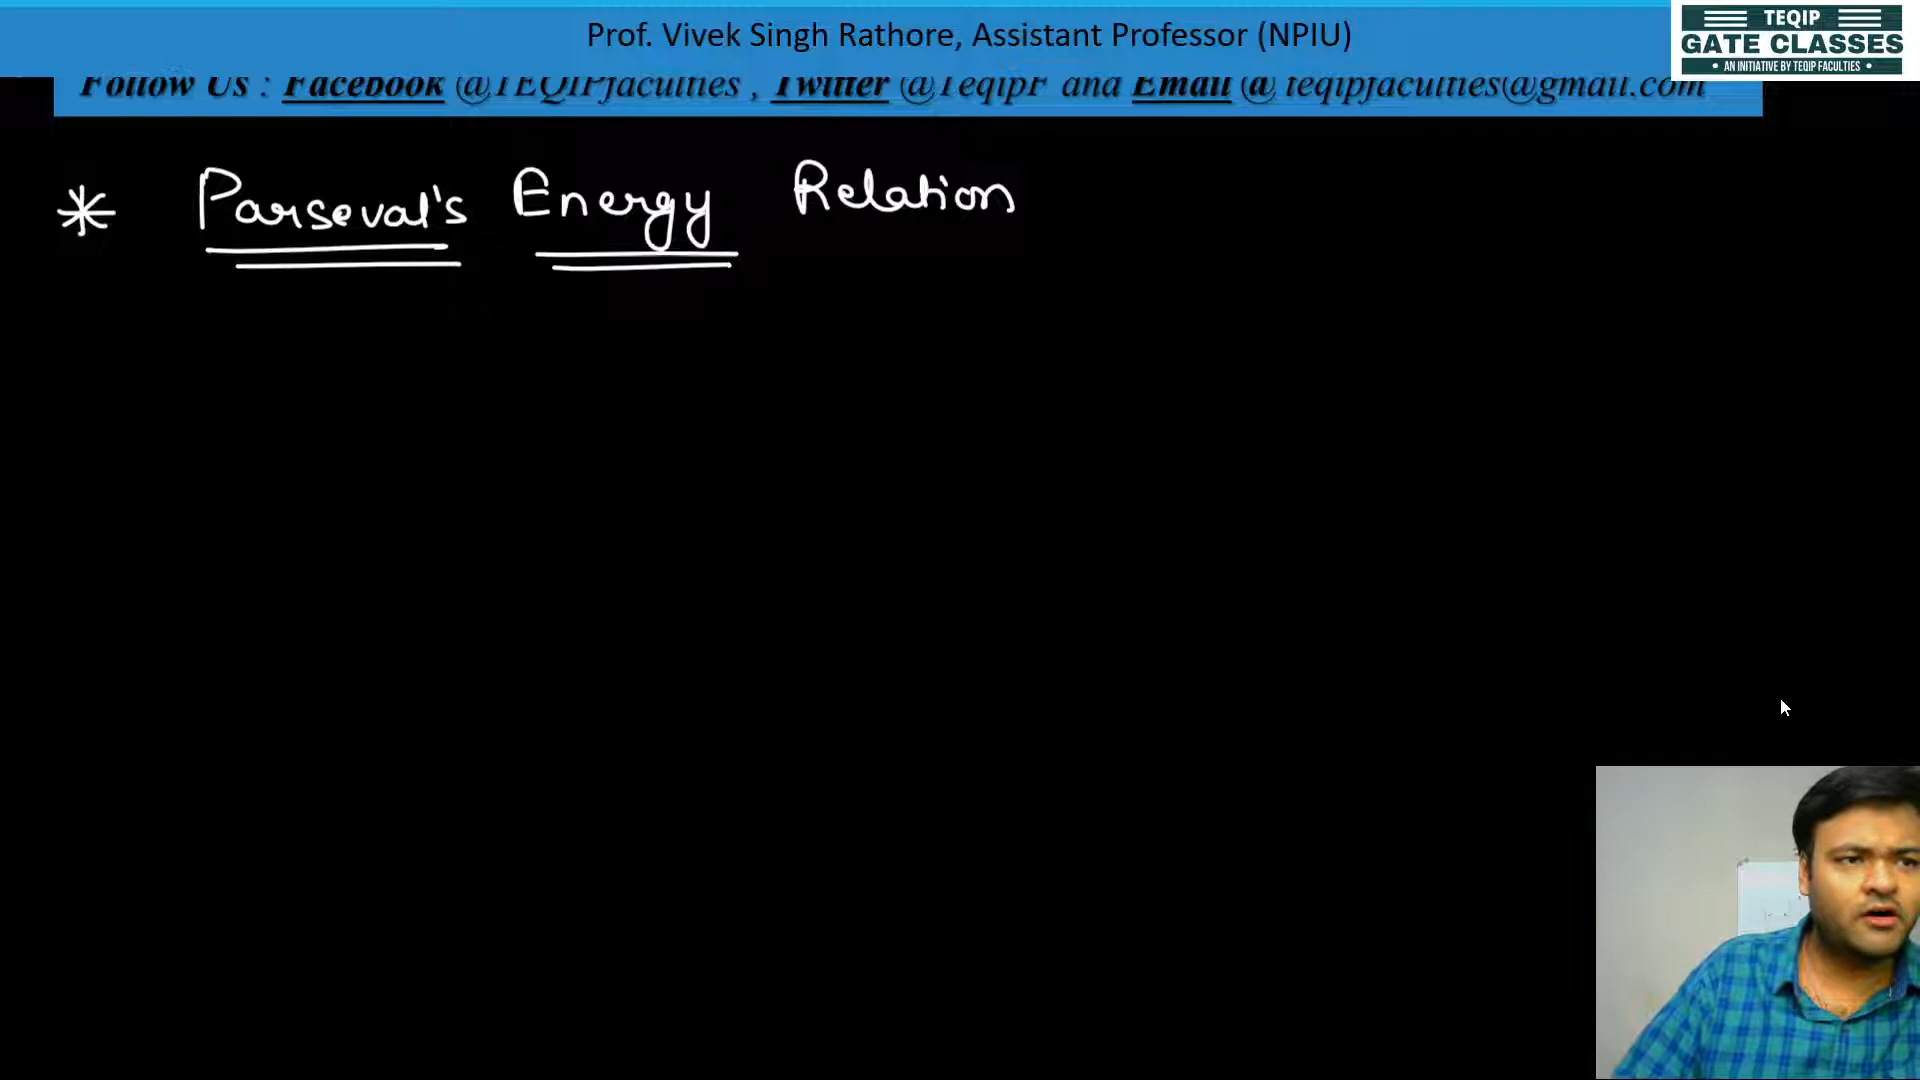 Prof. Vivek Singh Rathore, Assistant Professor (NPIU)
TEQIP
GATE CLASSES
• AN INITIATIVE BY TEQIP FACULTIES •
Follow Us : Facebook @TEQIPfaculties , Twitter @TeqipF and Email @ teqipfaculties@gmail.com
* Parseval's Energy Relation